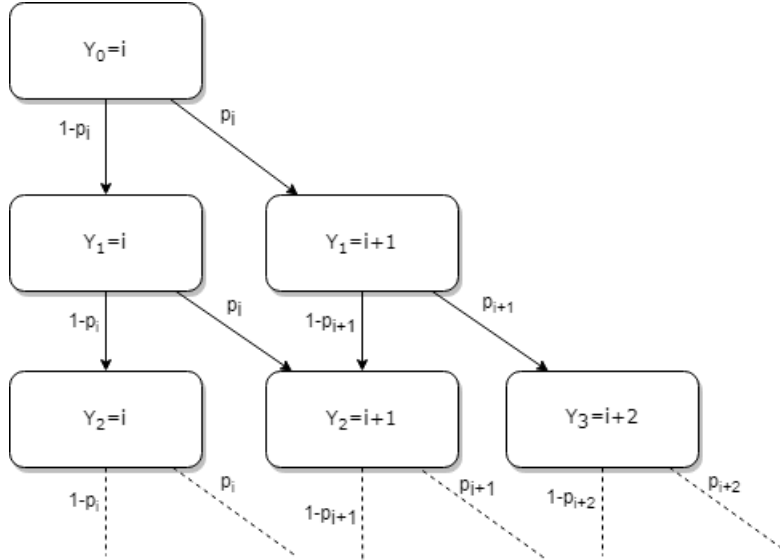 Y₀=i
1-pᵢ
pᵢ
Y₁=i
Y₁=i+1
1-pᵢ
pᵢ
1-pᵢ₊₁
pᵢ₊₁
Y₂=i
Y₂=i+1
Y₃=i+2
1-pᵢ
pᵢ
1-pᵢ₊₁
pᵢ₊₁
1-pᵢ₊₂
pᵢ₊₂